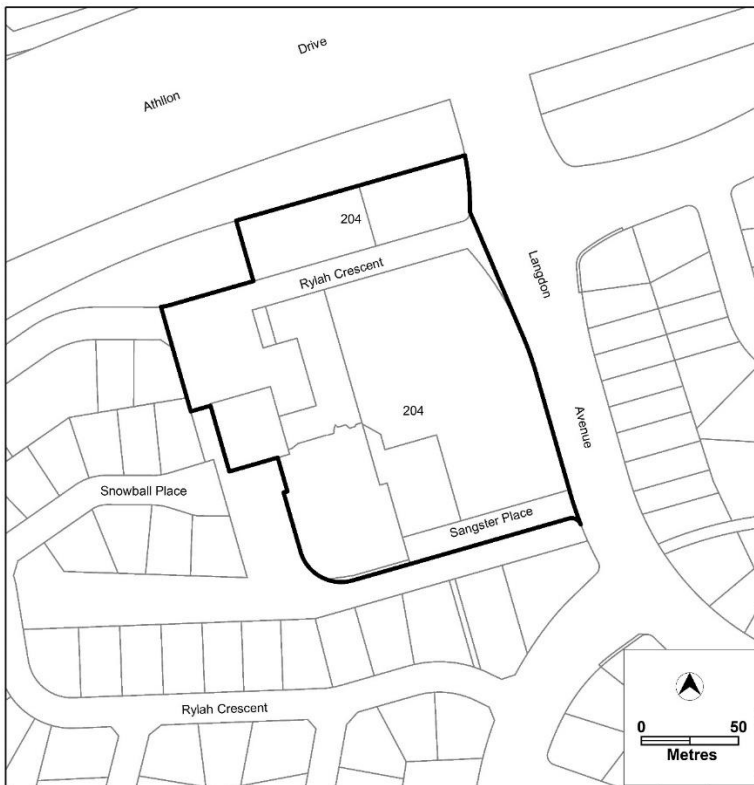 Drive
Athllon
204
Rylah Crescent
Langdon
Avenue
204
Snowball Place
Sangster Place
Rylah Crescent
0 50
Metres